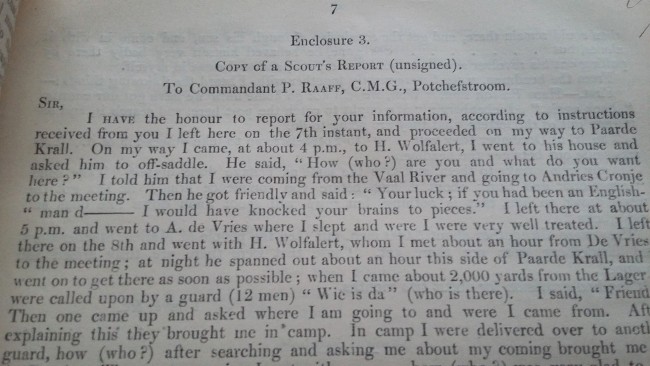 7
Enclosure 3.
COPY of a SCOUT'S REPORT (unsigned).
To Commandant P. RAAFF, C.M.G., Potchefstroom.
SIR,
I HAVE the honour to report for your information, according to instructions
received from you I left here on the 7th instant, and proceeded on my way to Paarde
Krall. On my way I came, at about 4 p.m., to H. Wolfalert, I went to his house and
asked him to off-saddle. He said, "How (who?) are you and what do you want
here?" I told him that I were coming from the Vaal River and going to Andries Cronje
to the meeting. Then he got friendly and said: "Your luck; if you had been an English-
"man d—— I would have knocked your brains to pieces." I left there at about
5 p.m. and went to A. de Vries where I slept and were I were very well treated. I left
there on the 8th and went with H. Wolfalert, whom I met about an hour from De Vries
to the meeting; at night he spanned out about an hour this side of Paarde Krall, and
went on to get there as soon as possible; when I came about 2,000 yards from the Lager
were called upon by a guard (12 men) "Wie is da" (who is there). I said, "Friend
Then one came up and asked where I am going to and were I came from. Aft
explaining this they brought me in camp. In camp I were delivered over to anoth
guard, how (who?) after searching and asking me about my coming brought me